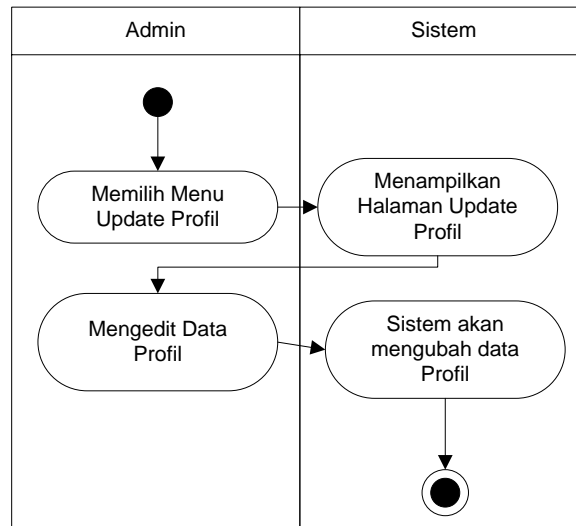 Admin
Sistem
Memilih Menu
Update Profil
Menampilkan
Halaman Update
Profil
Mengedit Data
Profil
Sistem akan
mengubah data
Profil